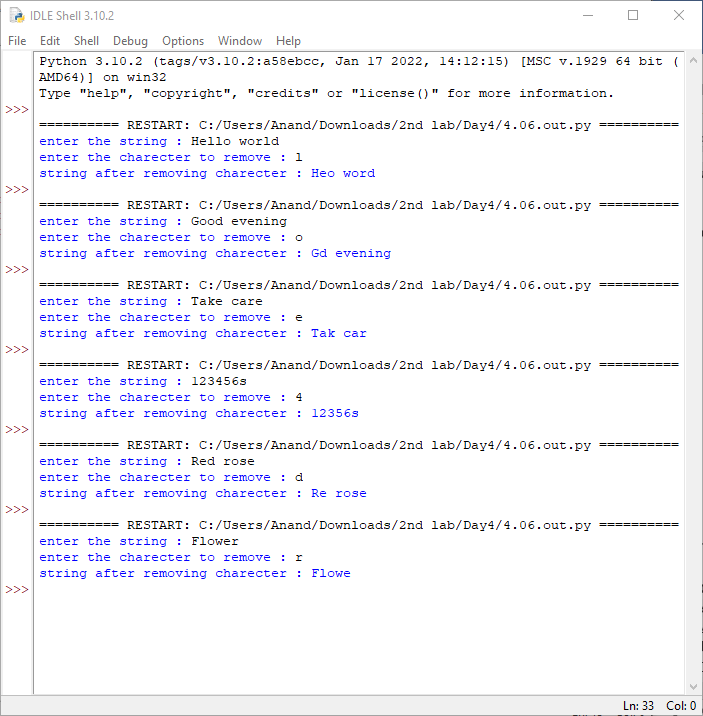 IDLE Shell 3.10.2
File Edit Shell Debug Options Window Help
Python 3.10.2 (tags/v3.10.2:a58ebcc, Jan 17 2022, 14:12:15) [MSC v.1929 64 bit (
AMD64)] on win32
Type "help", "copyright", "credits" or "license()" for more information.
>>>
========== RESTART: C:/Users/Anand/Downloads/2nd lab/Day4/4.06.out.py ==========
enter the string : Hello world
enter the charecter to remove : l
string after removing charecter : Heo word
>>>
========== RESTART: C:/Users/Anand/Downloads/2nd lab/Day4/4.06.out.py ==========
enter the string : Good evening
enter the charecter to remove : o
string after removing charecter : Gd evening
>>>
========== RESTART: C:/Users/Anand/Downloads/2nd lab/Day4/4.06.out.py ==========
enter the string : Take care
enter the charecter to remove : e
string after removing charecter : Tak car
>>>
========== RESTART: C:/Users/Anand/Downloads/2nd lab/Day4/4.06.out.py ==========
enter the string : 123456s
enter the charecter to remove : 4
string after removing charecter : 12356s
>>>
========== RESTART: C:/Users/Anand/Downloads/2nd lab/Day4/4.06.out.py ==========
enter the string : Red rose
enter the charecter to remove : d
string after removing charecter : Re rose
>>>
========== RESTART: C:/Users/Anand/Downloads/2nd lab/Day4/4.06.out.py ==========
enter the string : Flower
enter the charecter to remove : r
string after removing charecter : Flowe
>>>
Ln: 33 Col: 0